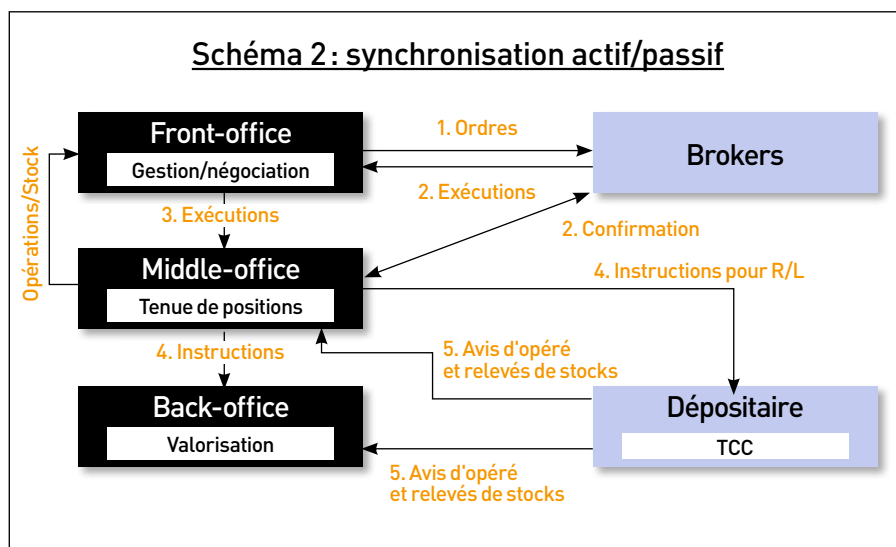 Schéma 2 : synchronisation actif/passif
Front-office
Gestion/négociation
1. Ordres
Brokers
2. Exécutions
Opérations/Stock
3. Exécutions
2. Confirmation
Middle-office
Tenue de positions
4. Instructions pour R/L
4. Instructions
5. Avis d'opéré
et relevés de stocks
Back-office
Valorisation
Dépositaire
TCC
5. Avis d'opéré
et relevés de stocks